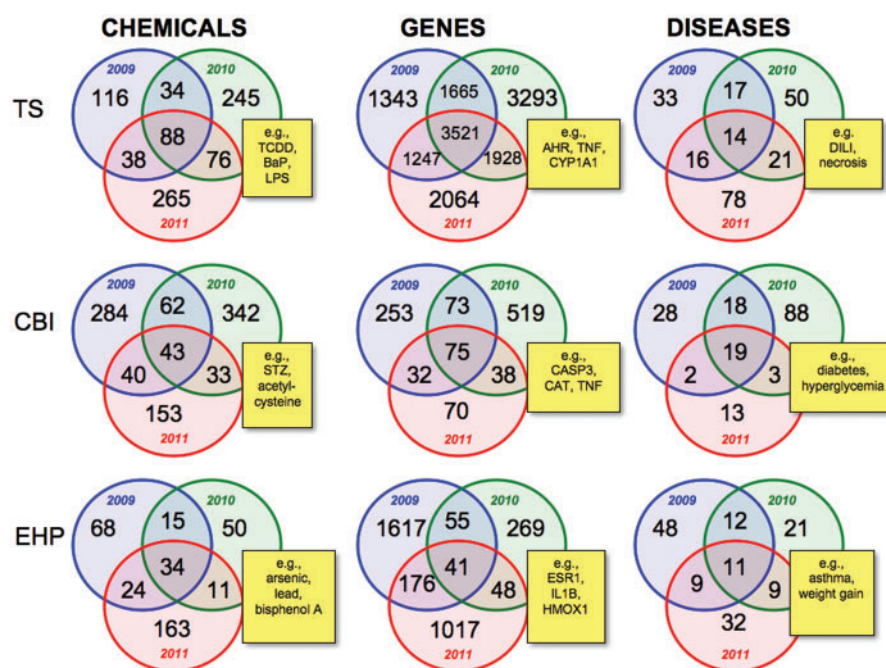 CHEMICALS GENES DISEASES
TS
2009
2010
116
34
245
88
38
76
265
2011
e.g.,
TCDD,
BaP,
LPS
2009
2010
1343
1665
3293
3521
1247
1928
2064
2011
e.g.,
AHR, TNF,
CYP1A1
2009
2010
33
17
50
14
16
21
78
2011
e.g.
DILI,
necrosis
CBI
2009
2010
284
62
342
43
40
33
153
2011
e.g.,
STZ,
acetyl-
cysteine
2009
2010
253
73
519
75
32
38
70
2011
e.g.,
CASP3,
CAT, TNF
2009
2010
28
18
88
19
2
3
13
2011
e.g.,
diabetes,
hyperglycemia
EHP
2009
2010
68
15
50
34
24
11
163
2011
e.g.,
arsenic,
lead,
bisphenol A
2009
2010
1617
55
269
41
176
48
1017
2011
e.g.,
ESR1,
IL1B,
HMOX1
2009
2010
48
12
21
11
9
9
32
2011
e.g.,
asthma,
weight gain